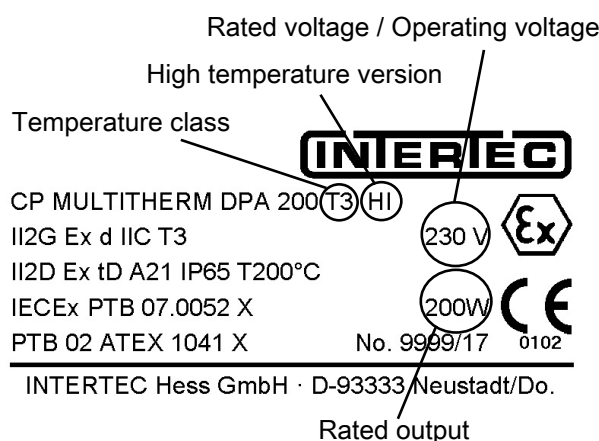 Rated voltage / Operating voltage
High temperature version
Temperature class
INTERTEC
CP MULTITHERM DPA 200 T3 HI
II2G Ex d IIC T3
230 V
Ex
II2D Ex tD A21 IP65 T200°C
IECEx PTB 07.0052 X
200W
CE
PTB 02 ATEX 1041 X
No. 9999/17
0102
INTERTEC Hess GmbH · D-93333 Neustadt/Do.
Rated output